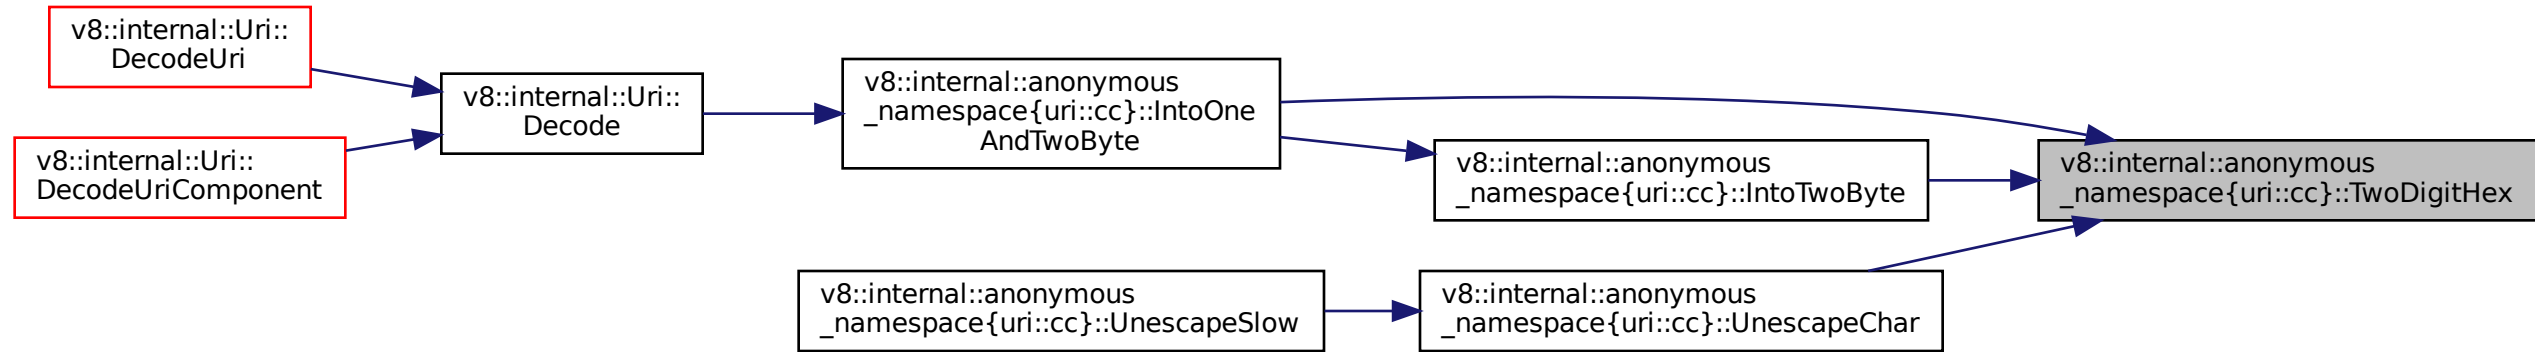 v8::internal::Uri::
DecodeUri
v8::internal::Uri::
DecodeUriComponent
v8::internal::Uri::
Decode
v8::internal::anonymous
_namespace{uri::cc}::IntoOne
AndTwoByte
v8::internal::anonymous
_namespace{uri::cc}::IntoTwoByte
v8::internal::anonymous
_namespace{uri::cc}::TwoDigitHex
v8::internal::anonymous
_namespace{uri::cc}::UnescapeSlow
v8::internal::anonymous
_namespace{uri::cc}::UnescapeChar